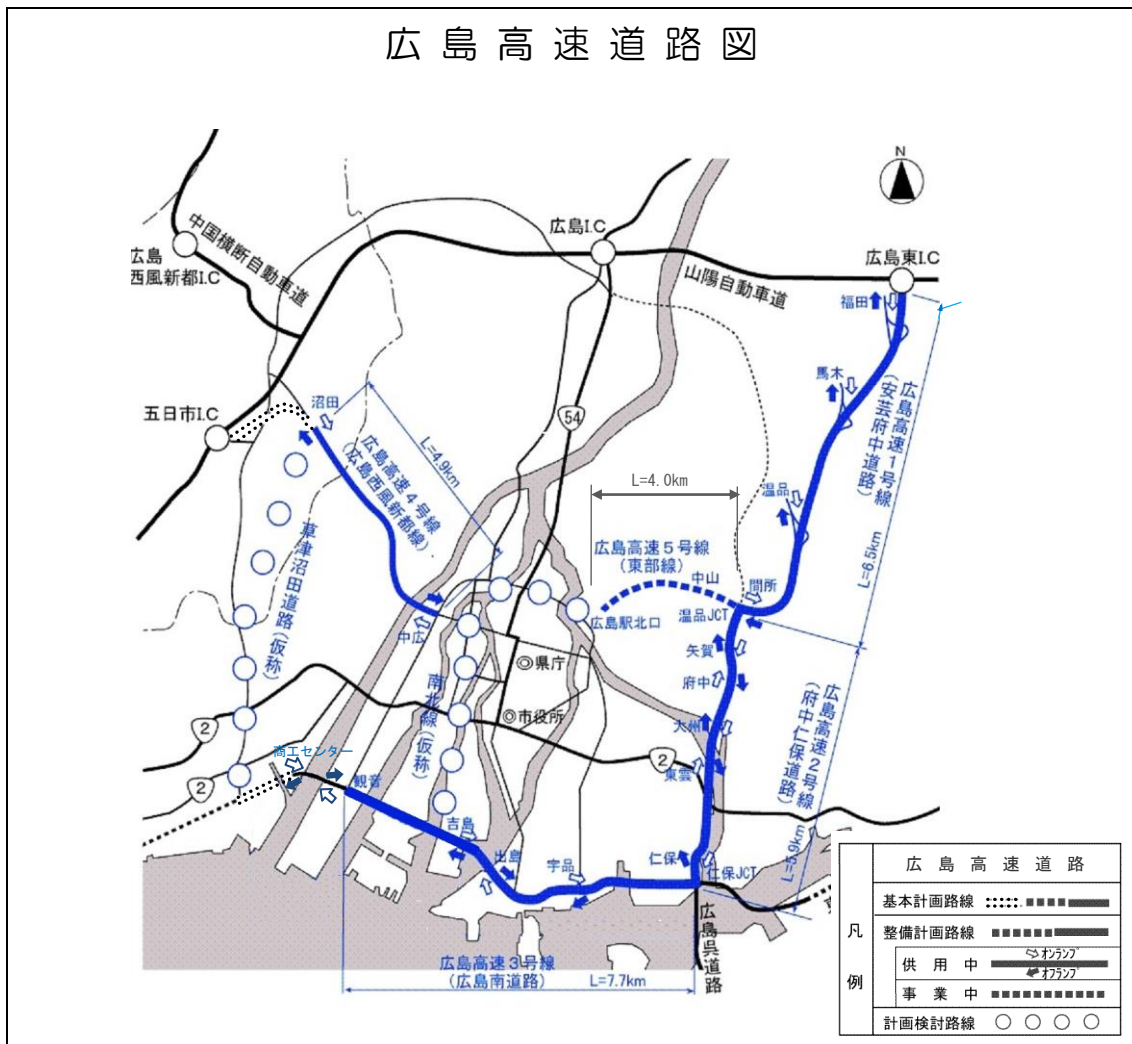 広島高速道路図
N
広島I.C
広島東I.C
中国横断自動車道
広島
西風新都I.C
山陽自動車道
福田
馬木
広島高速1号線
(安芸府中道路)
L=6.5km
五日市I.C
沼田
54
L=4.9km
広島高速4号線
(広島西風新都線)
温品
L=4.0km
草津沼田道路(仮称)
広島高速5号線
(東部線)
中山
間所
広島駅北口
温品JCT
中広
矢賀
◎県庁
府中
南北線(仮称)
◎市役所
大州
広島高速2号線
(府中仁保道路)
L=5.9km
2
商工センター
2
2
東雲
観音
吉島
出島
宇品
仁保
仁保JCT
広島呉道路
広島高速3号線
(広島南道路)
L=7.7km
凡例
広島高速道路
基本計画路線
整備計画路線
オンランプ
供用中
オフランプ
事業中
計画検討路線